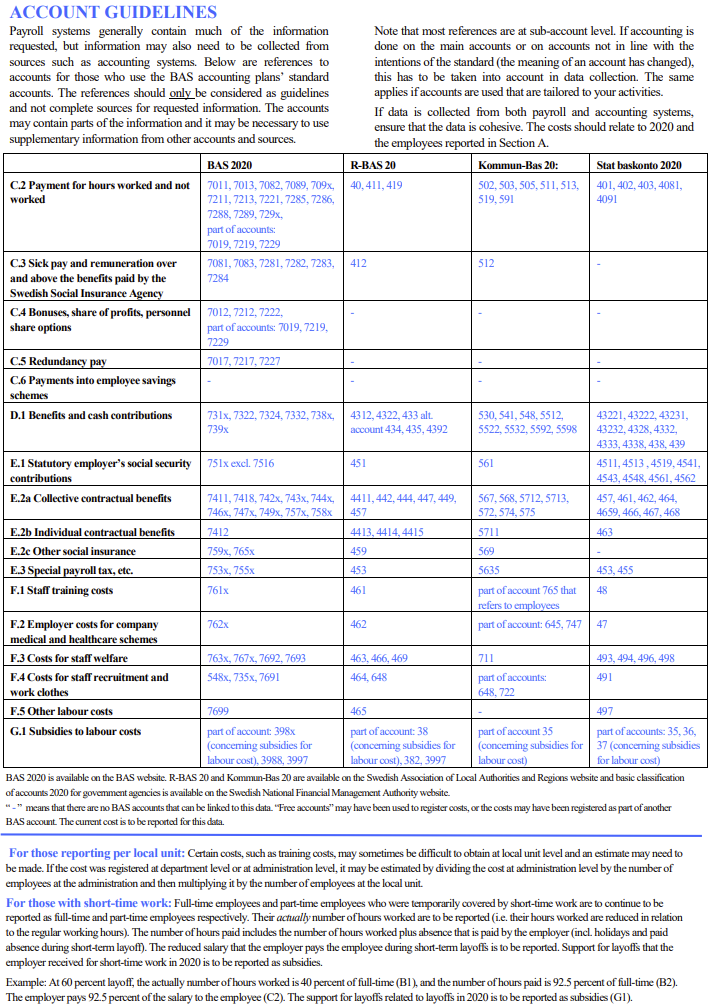 ACCOUNT GUIDELINES
Payroll systems generally contain much of the information
requested, but information may also need to be collected from
sources such as accounting systems. Below are references to
accounts for those who use the BAS accounting plans' standard
accounts. The references should only be considered as guidelines
and not complete sources for requested information. The accounts
may contain parts of the information and it may be necessary to use
supplementary information from other accounts and sources.
Note that most references are at sub-account level. If accounting is
done on the main accounts or on accounts not in line with the
intentions of the standard (the meaning of an account has changed),
this has to be taken into account in data collection. The same
applies if accounts are used that are tailored to your activities.
If data is collected from both payroll and accounting systems,
ensure that the data is cohesive. The costs should relate to 2020 and
the employees reported in Section A.
BAS 2020 R-BAS 20 Kommun-Bas 20: Stat baskonto 2020
C.2 Payment for hours worked and not
worked
7011, 7013, 7082, 7089, 709x,
7211, 7213, 7221, 7285, 7286,
7288, 7289, 729x,
part of accounts:
7019, 7219, 7229
40, 411, 419
502, 503, 505, 511, 513,
519, 591
401, 402, 403, 4081,
4091
C.3 Sick pay and remuneration over
and above the benefits paid by the
Swedish Social Insurance Agency
7081, 7083, 7281, 7282, 7283,
7284
412
512
-
C.4 Bonuses, share of profits, personnel
share options
7012, 7212, 7222,
part of accounts: 7019, 7219,
7229
-
-
-
C.5 Redundancy pay
7017, 7217, 7227
-
-
-
C.6 Payments into employee savings
schemes
-
-
-
-
D.1 Benefits and cash contributions
731x, 7322, 7324, 7332, 738x,
739x
4312, 4322, 433 alt.
account 434, 435, 4392
530, 541, 548, 5512,
5522, 5532, 5592, 5598
43221, 43222, 43231,
43232, 4328, 4332,
4333, 4338, 438, 439
E.1 Statutory employer's social security
contributions
751x excl. 7516
451
561
4511, 4513 , 4519, 4541,
4543, 4548, 4561, 4562
E.2a Collective contractual benefits
7411, 7418, 742x, 743x, 744x,
746x, 747x, 749x, 757x, 758x
4411, 442, 444, 447, 449,
457
567, 568, 5712, 5713,
572, 574, 575
457, 461, 462, 464,
4659, 466, 467, 468
E.2b Individual contractual benefits
7412
4413, 4414, 4415
5711
463
E.2c Other social insurance
759x, 765x
459
569
-
E.3 Special payroll tax, etc.
753x, 755x
453
5635
453, 455
F.1 Staff training costs
761x
461
part of account 765 that
refers to employees
48
F.2 Employer costs for company
medical and healthcare schemes
762x
462
part of account: 645, 747
47
F.3 Costs for staff welfare
763x, 767x, 7692, 7693
463, 466, 469
711
493, 494, 496, 498
F.4 Costs for staff recruitment and
work clothes
548x, 735x, 7691
464, 648
part of accounts:
648, 722
491
F.5 Other labour costs
7699
465
-
497
G.1 Subsidies to labour costs
part of account: 398x
(concerning subsidies for
labour cost), 3988, 3997
part of account: 38
(concerning subsidies for
labour cost), 382, 3997
part of account 35
(concerning subsidies for
labour cost)
part of accounts: 35, 36,
37 (concerning subsidies
for labour cost)
BAS 2020 is available on the BAS website. R-BAS 20 and Kommun-Bas 20 are available on the Swedish Association of Local Authorities and Regions website and basic classification
of accounts 2020 for government agencies is available on the Swedish National Financial Management Authority website.
" - " means that there are no BAS accounts that can be linked to this data. "Free accounts" may have been used to register costs, or the costs may have been registered as part of another
BAS account. The current cost is to be reported for this data.
For those reporting per local unit: Certain costs, such as training costs, may sometimes be difficult to obtain at local unit level and an estimate may need to
be made. If the cost was registered at department level or at administration level, it may be estimated by dividing the cost at administration level by the number of
employees at the administration and then multiplying it by the number of employees at the local unit.
For those with short-time work: Full-time employees and part-time employees who were temporarily covered by short-time work are to continue to be
reported as full-time and part-time employees respectively. Their actually number of hours worked are to be reported (i.e. their hours worked are reduced in relation
to the regular working hours). The number of hours paid includes the number of hours worked plus absence that is paid by the employer (incl. holidays and paid
absence during short-term layoff). The reduced salary that the employer pays the employee during short-term layoffs is to be reported. Support for layoffs that the
employer received for short-time work in 2020 is to be reported as subsidies.
Example: At 60 percent layoff, the actually number of hours worked is 40 percent of full-time (B1), and the number of hours paid is 92.5 percent of full-time (B2).
The employer pays 92.5 percent of the salary to the employee (C2). The support for layoffs related to layoffs in 2020 is to be reported as subsidies (G1).